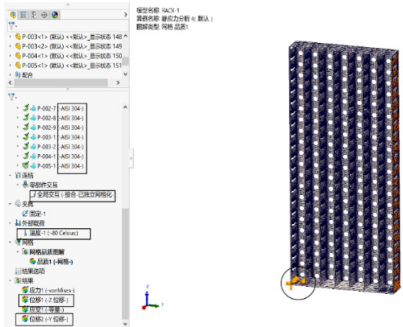 P-003<1> (默认) <<默认>_显示状态 148
P-003<2> (默认) <<默认>_显示状态 149
P-004<1> (默认) <<默认>_显示状态 150
P-005<1> (默认) <<默认>_显示状态 151
配合
P-002-7 (-AISI 304-)
P-002-8 (-AISI 304-)
P-002-9 (-AISI 304-)
P-003-1 (-AISI 304-)
P-003-2 (-AISI 304-)
P-004-1 (-AISI 304-)
P-005-1 (-AISI 304-)
连结
零部件交互
全局交互 (-接合-已独立网格化-)
夹具
固定-1
外部载荷
温度-1 (-80 Celsius:)
网格
网格品质图解
品质1 (-网格-)
结果选项
结果
应力1 (-vonMises-)
位移1 (-Z 位移-)
应变1 (-等量-)
位移2 (-Y 位移-)
模型名称: RACK-1
算例名称: 静应力分析 4( 默认 )
图解类型: 网格 品质1